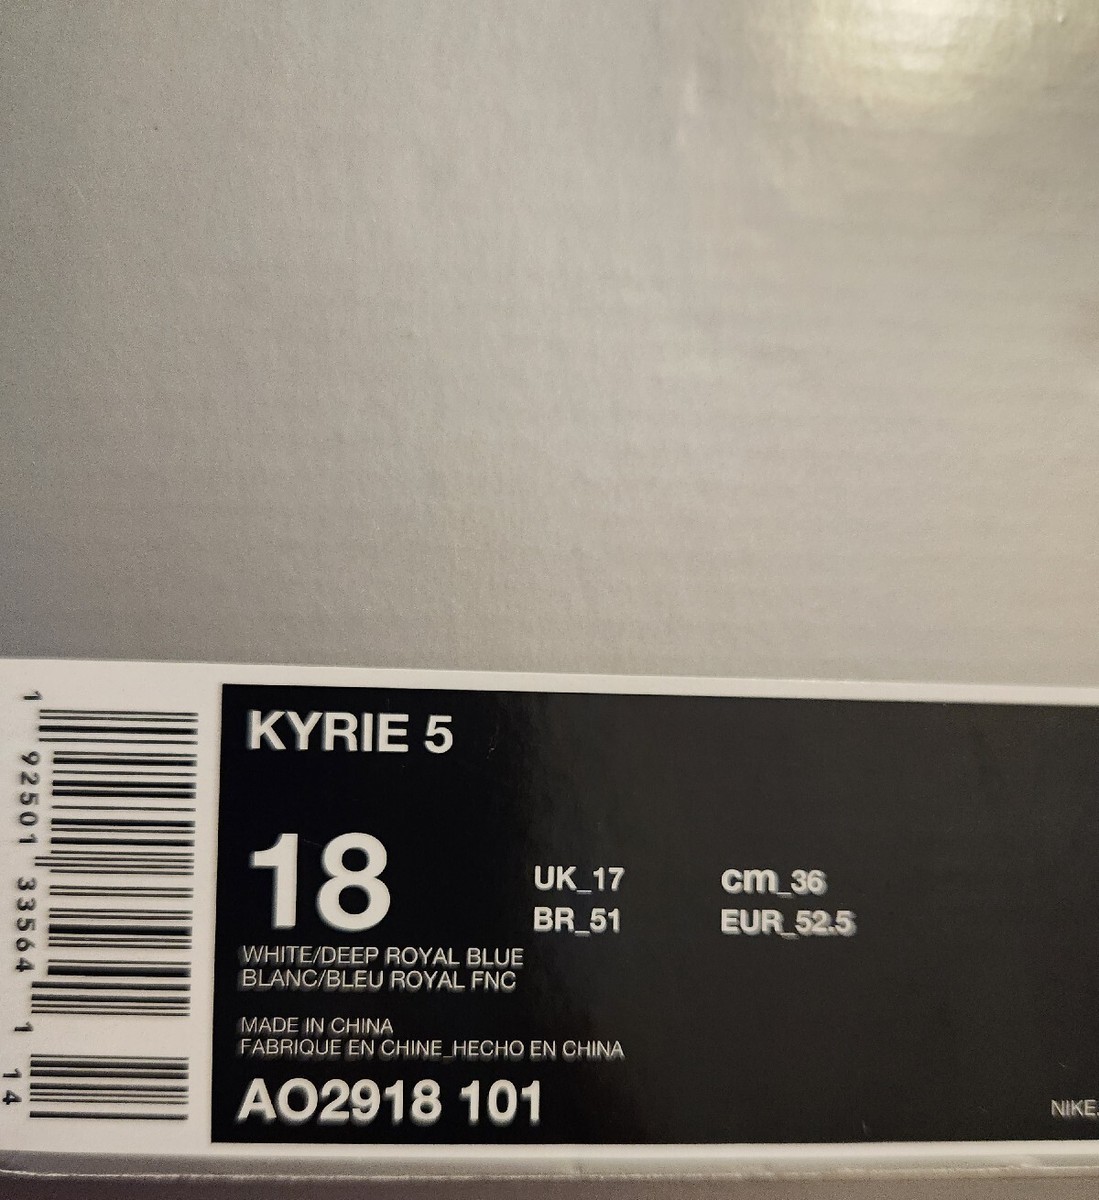 KYRIE 5
18
UK_17 cm_36
BR_51 EUR_52.5
WHITE/DEEP ROYAL BLUE
BLANC/BLEU ROYAL FNC
MADE IN CHINA
FABRIQUE EN CHINE_HECHO EN CHINA
AO2918 101
NIKE.
1 92501 33564 1
14